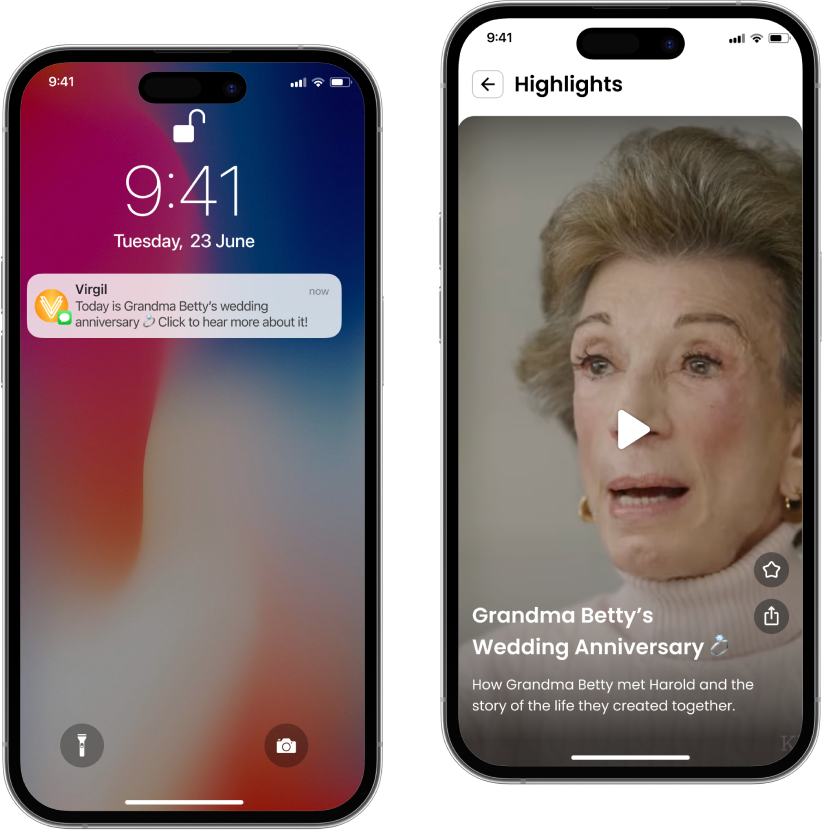 9:41
9:41
Tuesday, 23 June
Virgil
now
Today is Grandma Betty's wedding
anniversary 💍 Click to hear more about it!
9:41
Highlights
Grandma Betty's
Wedding Anniversary 💍
How Grandma Betty met Harold and the
story of the life they created together.
K